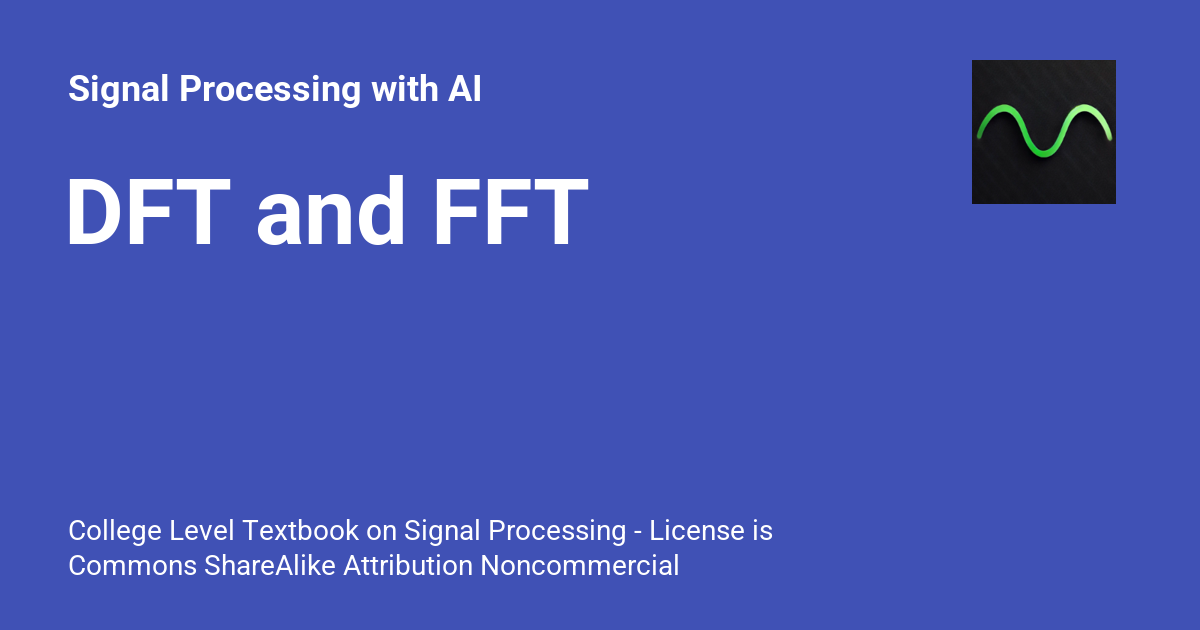 Signal Processing with AI
DFT and FFT
College Level Textbook on Signal Processing - License is
Commons ShareAlike Attribution Noncommercial